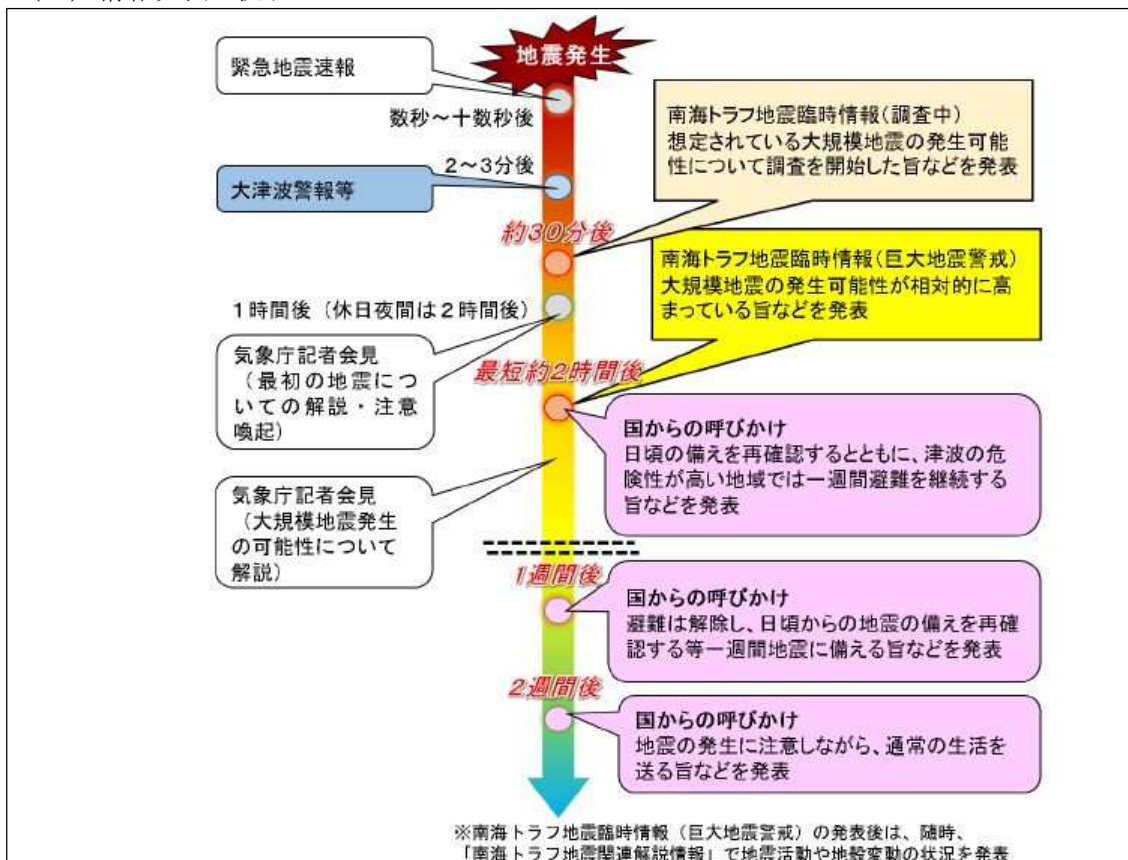 地震発生
緊急地震速報
数秒～十数秒後
南海トラフ地震臨時情報(調査中)
想定されている大規模地震の発生可能
性について調査を開始した旨などを発表
2～3分後
大津波警報等
約30分後
南海トラフ地震臨時情報(巨大地震警戒)
大規模地震の発生可能性が相対的に高
まっている旨などを発表
1時間後（休日夜間は2時間後）
気象庁記者会見
（最初の地震につ
いての解説・注意
喚起）
最短約2時間後
国からの呼びかけ
日頃の備えを再確認するとともに、津波の危
険性が高い地域では一週間避難を継続する
旨などを発表
気象庁記者会見
（大規模地震発生
の可能性について
解説）
1週間後
国からの呼びかけ
避難は解除し、日頃からの地震の備えを再確
認する等一週間地震に備える旨などを発表
2週間後
国からの呼びかけ
地震の発生に注意しながら、通常の生活を
送る旨などを発表
※南海トラフ地震臨時情報（巨大地震警戒）の発表後は、随時、
「南海トラフ地震関連解説情報」で地震活動や地殻変動の状況を発表